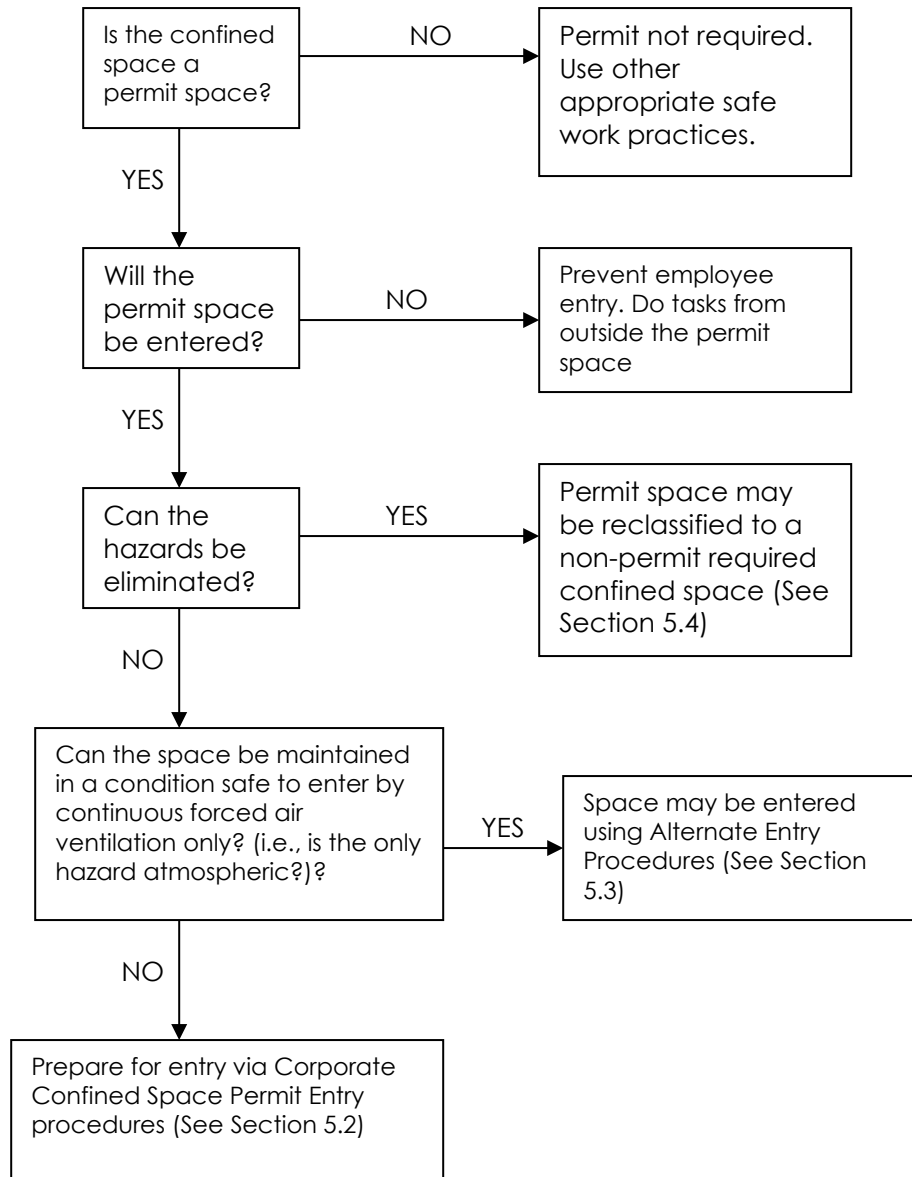 Is the confined
space a
permit space?
NO
Permit not required.
Use other
appropriate safe
work practices.
YES
Will the
permit space
be entered?
NO
Prevent employee
entry. Do tasks from
outside the permit
space
YES
Can the
hazards be
eliminated?
YES
Permit space may
be reclassified to a
non-permit required
confined space (See
Section 5.4)
NO
Can the space be maintained
in a condition safe to enter by
continuous forced air
ventilation only? (i.e., is the only
hazard atmospheric?)?
YES
Space may be entered
using Alternate Entry
Procedures (See Section
5.3)
NO
Prepare for entry via Corporate
Confined Space Permit Entry
procedures (See Section 5.2)